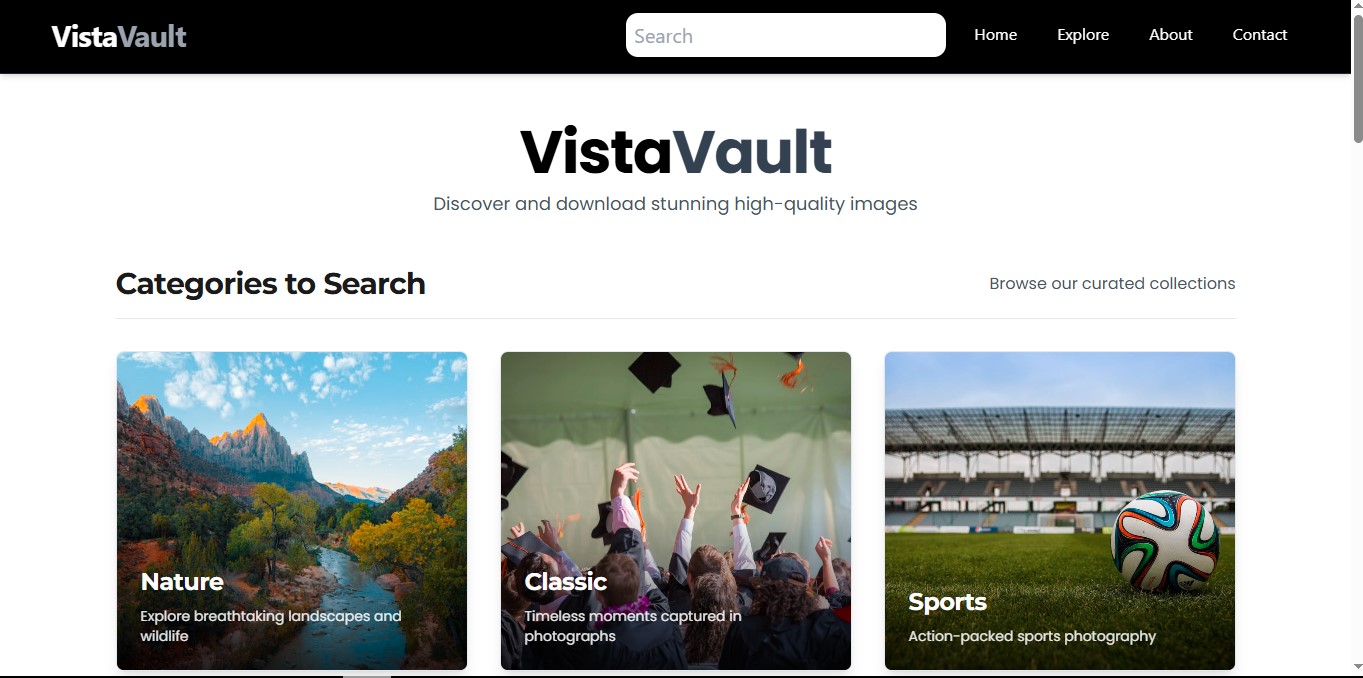 VistaVault
Search
Home
Explore
About
Contact
VistaVault
Discover and download stunning high-quality images
Categories to Search
Browse our curated collections
Nature
Explore breathtaking landscapes and
wildlife
Classic
Timeless moments captured in
photographs
Sports
Action-packed sports photography